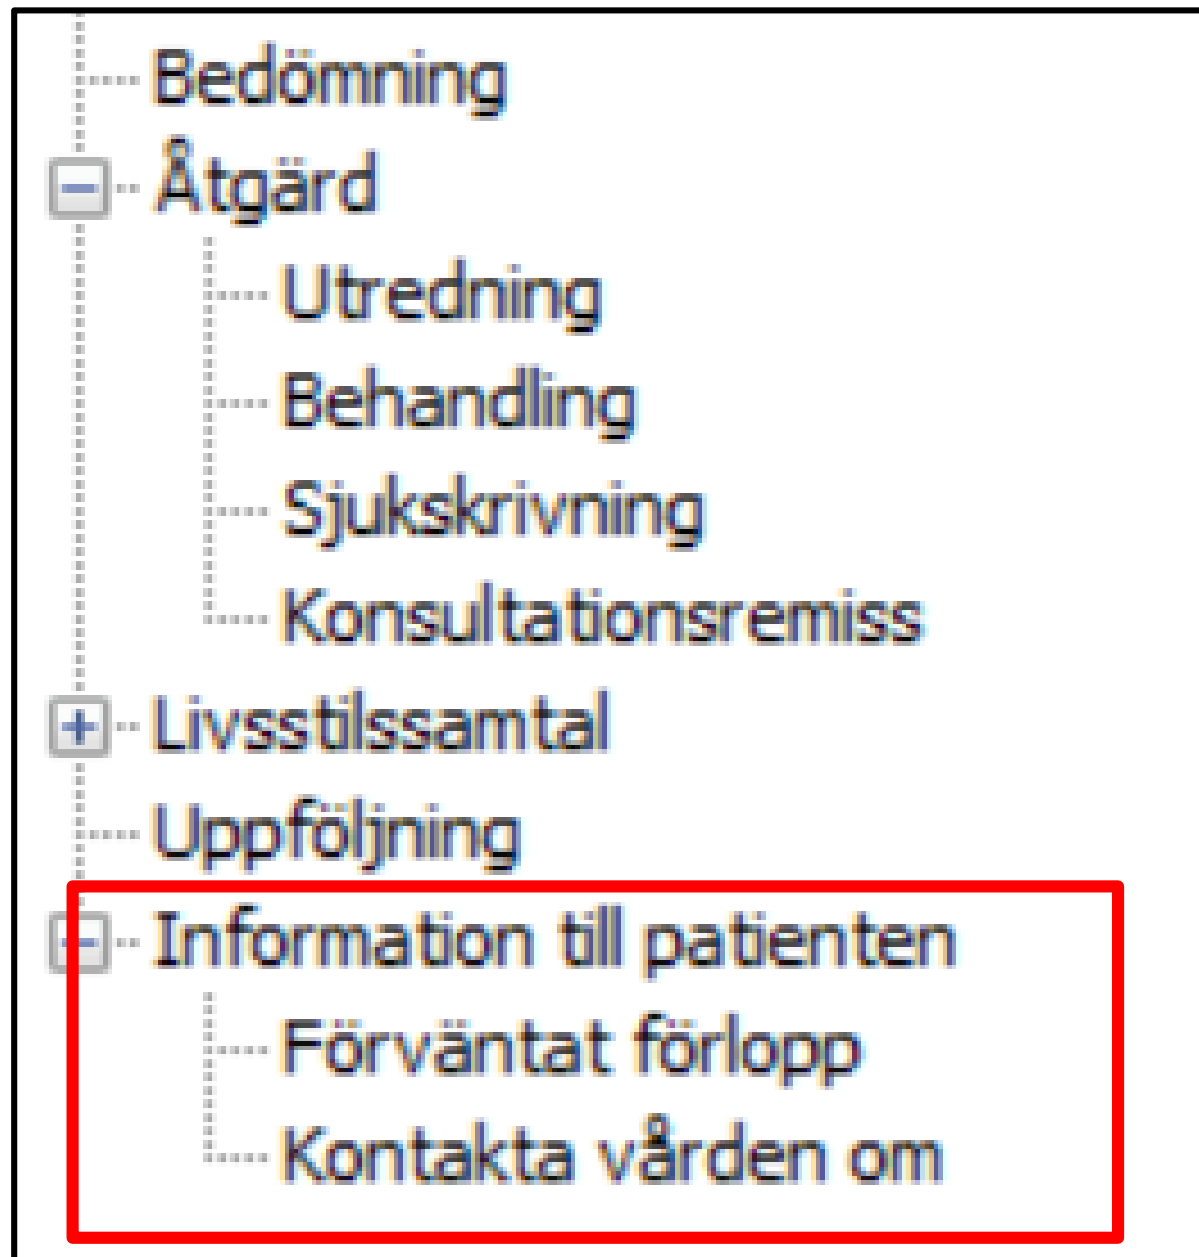 Bedömning
Åtgärd
Utredning
Behandling
Sjukskrivning
Konsultationsremiss
Livsstilssamtal
Uppföljning
Information till patienten
Förväntat förlopp
Kontakta vården om